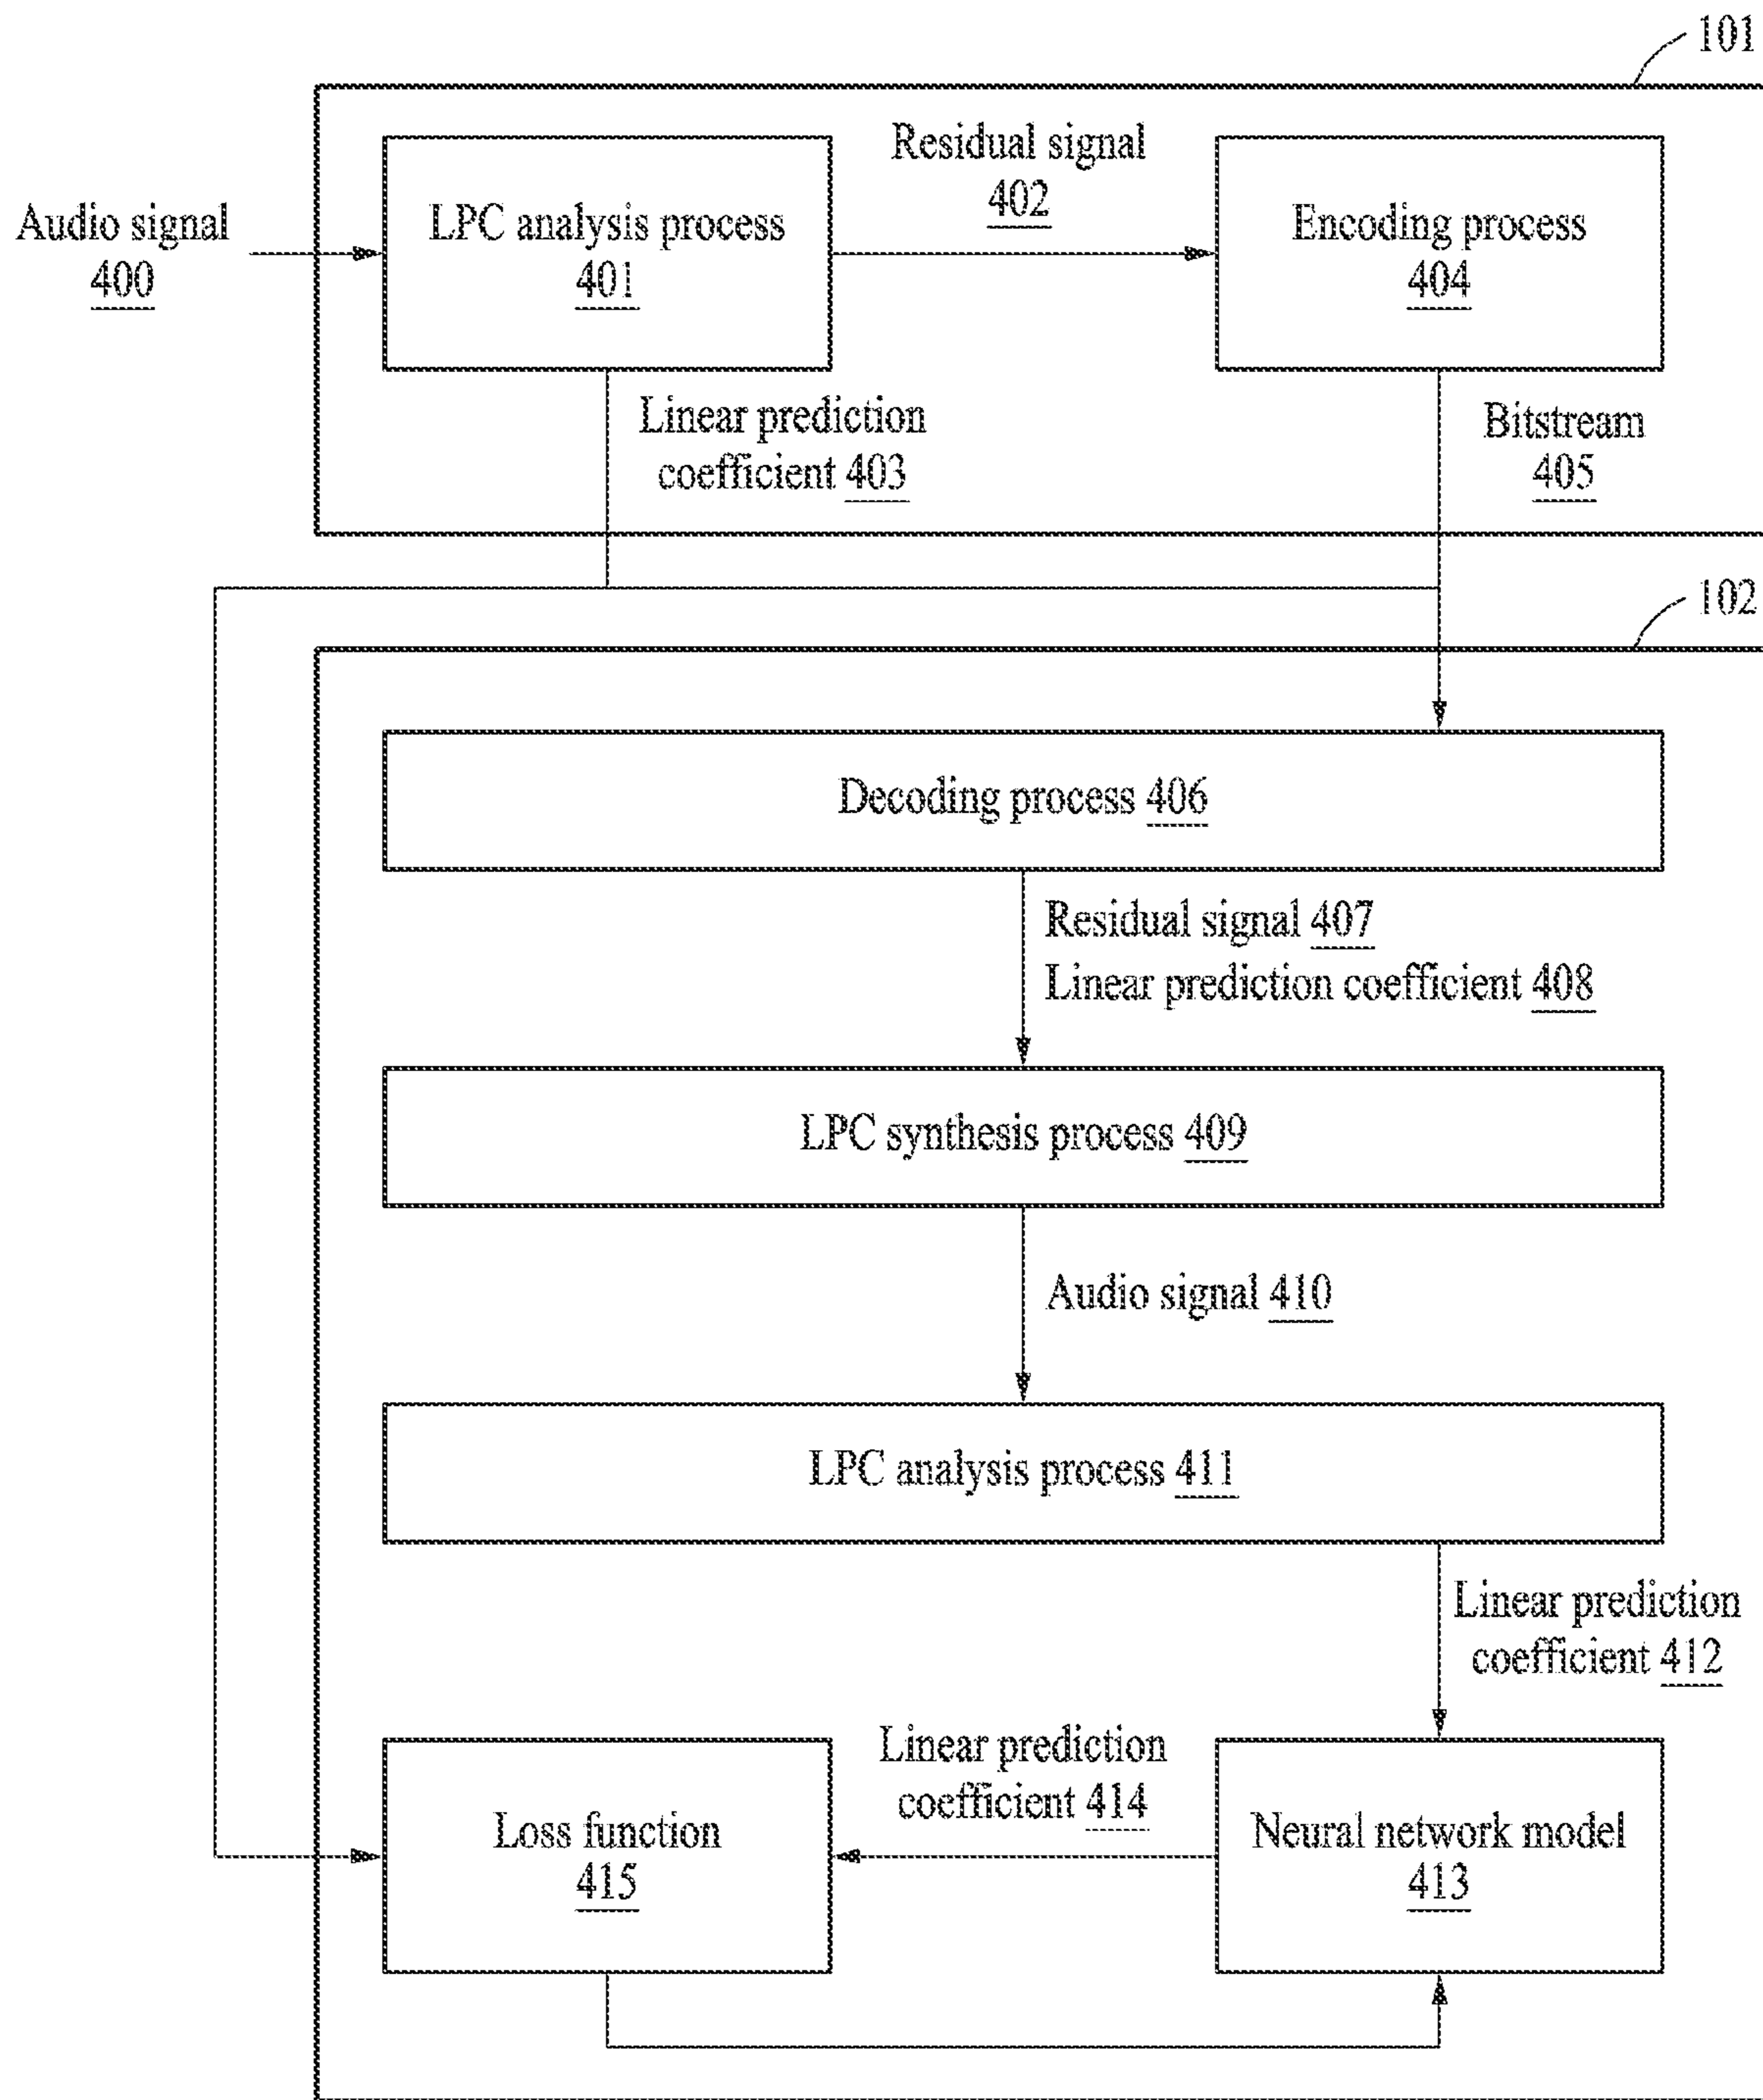 101
Residual signal
402
Audio signal
400
LPC analysis process
401
Encoding process
404
Linear prediction
coefficient 403
Bitstream
405
102
Decoding process 406
Residual signal 407
Linear prediction coefficient 408
LPC synthesis process 409
Audio signal 410
LPC analysis process 411
Linear prediction
coefficient 412
Linear prediction
coefficient 414
Loss function
415
Neural network model
413